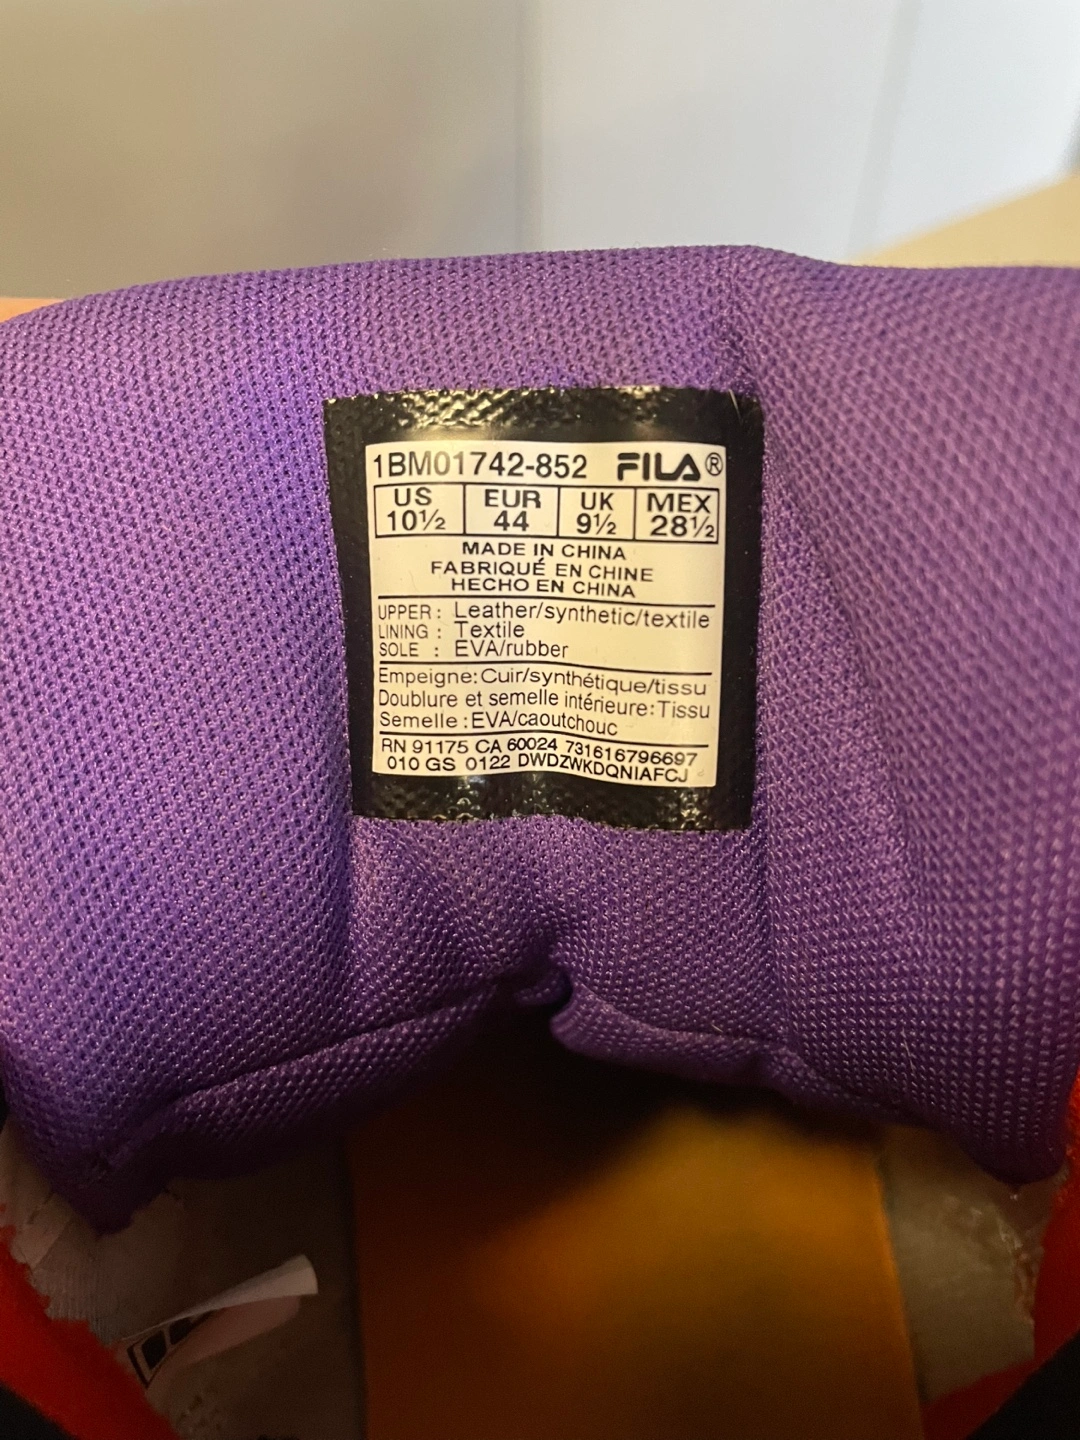 1BM01742-852 FILA®
US EUR UK MEX
10½ 44 9½ 28½
MADE IN CHINA
FABRIQUÉ EN CHINE
HECHO EN CHINA
UPPER : Leather/synthetic/textile
LINING : Textile
SOLE : EVA/rubber
Empeigne: Cuir/synthétique/tissu
Doublure et semelle intérieure: Tissu
Semelle : EVA/caoutchouc
RN 91175 CA 60024 731616796697
010 GS 0122 DWDZWKDQNIAFCJ